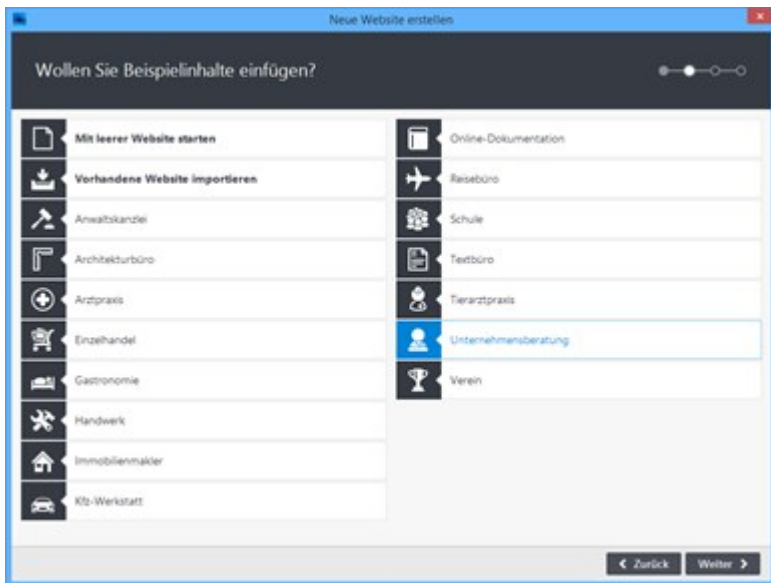 Neue Website erstellen
Wollen Sie Beispielinhalte einfügen?
Mit leerer Website starten
Vorhandene Website importieren
Anwaltskanzlei
Architekturbüro
Arztpraxis
Einzelhandel
Gastronomie
Handwerk
Immobilienmakler
Kfz-Werkstatt
Online-Dokumentation
Reisebüro
Schule
Textbüro
Tierarztpraxis
Unternehmensberatung
Verein
Zurück
Weiter